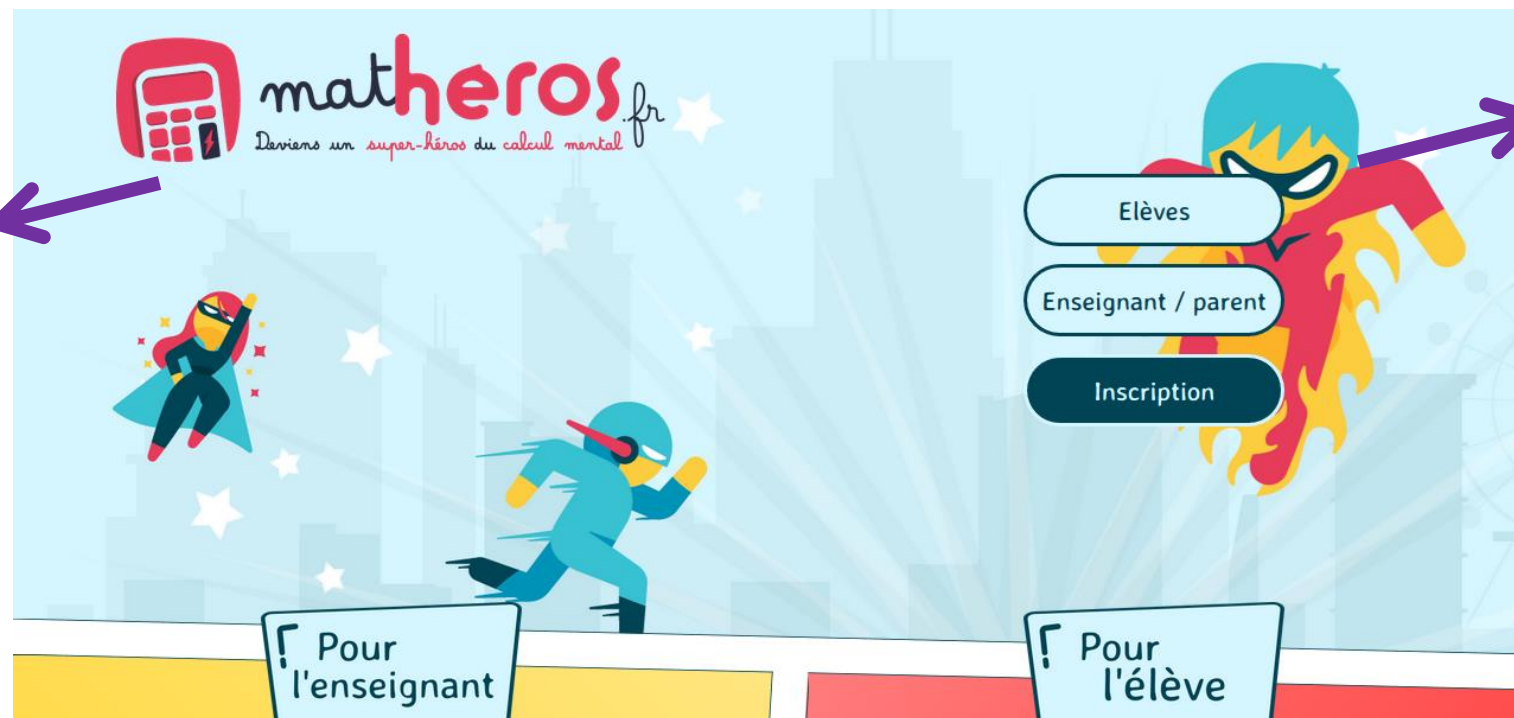 matheros.fr
Deviens un super-héros du calcul mental
Elèves
Enseignant / parent
Inscription
Pour
l'enseignant
Pour
l'élève